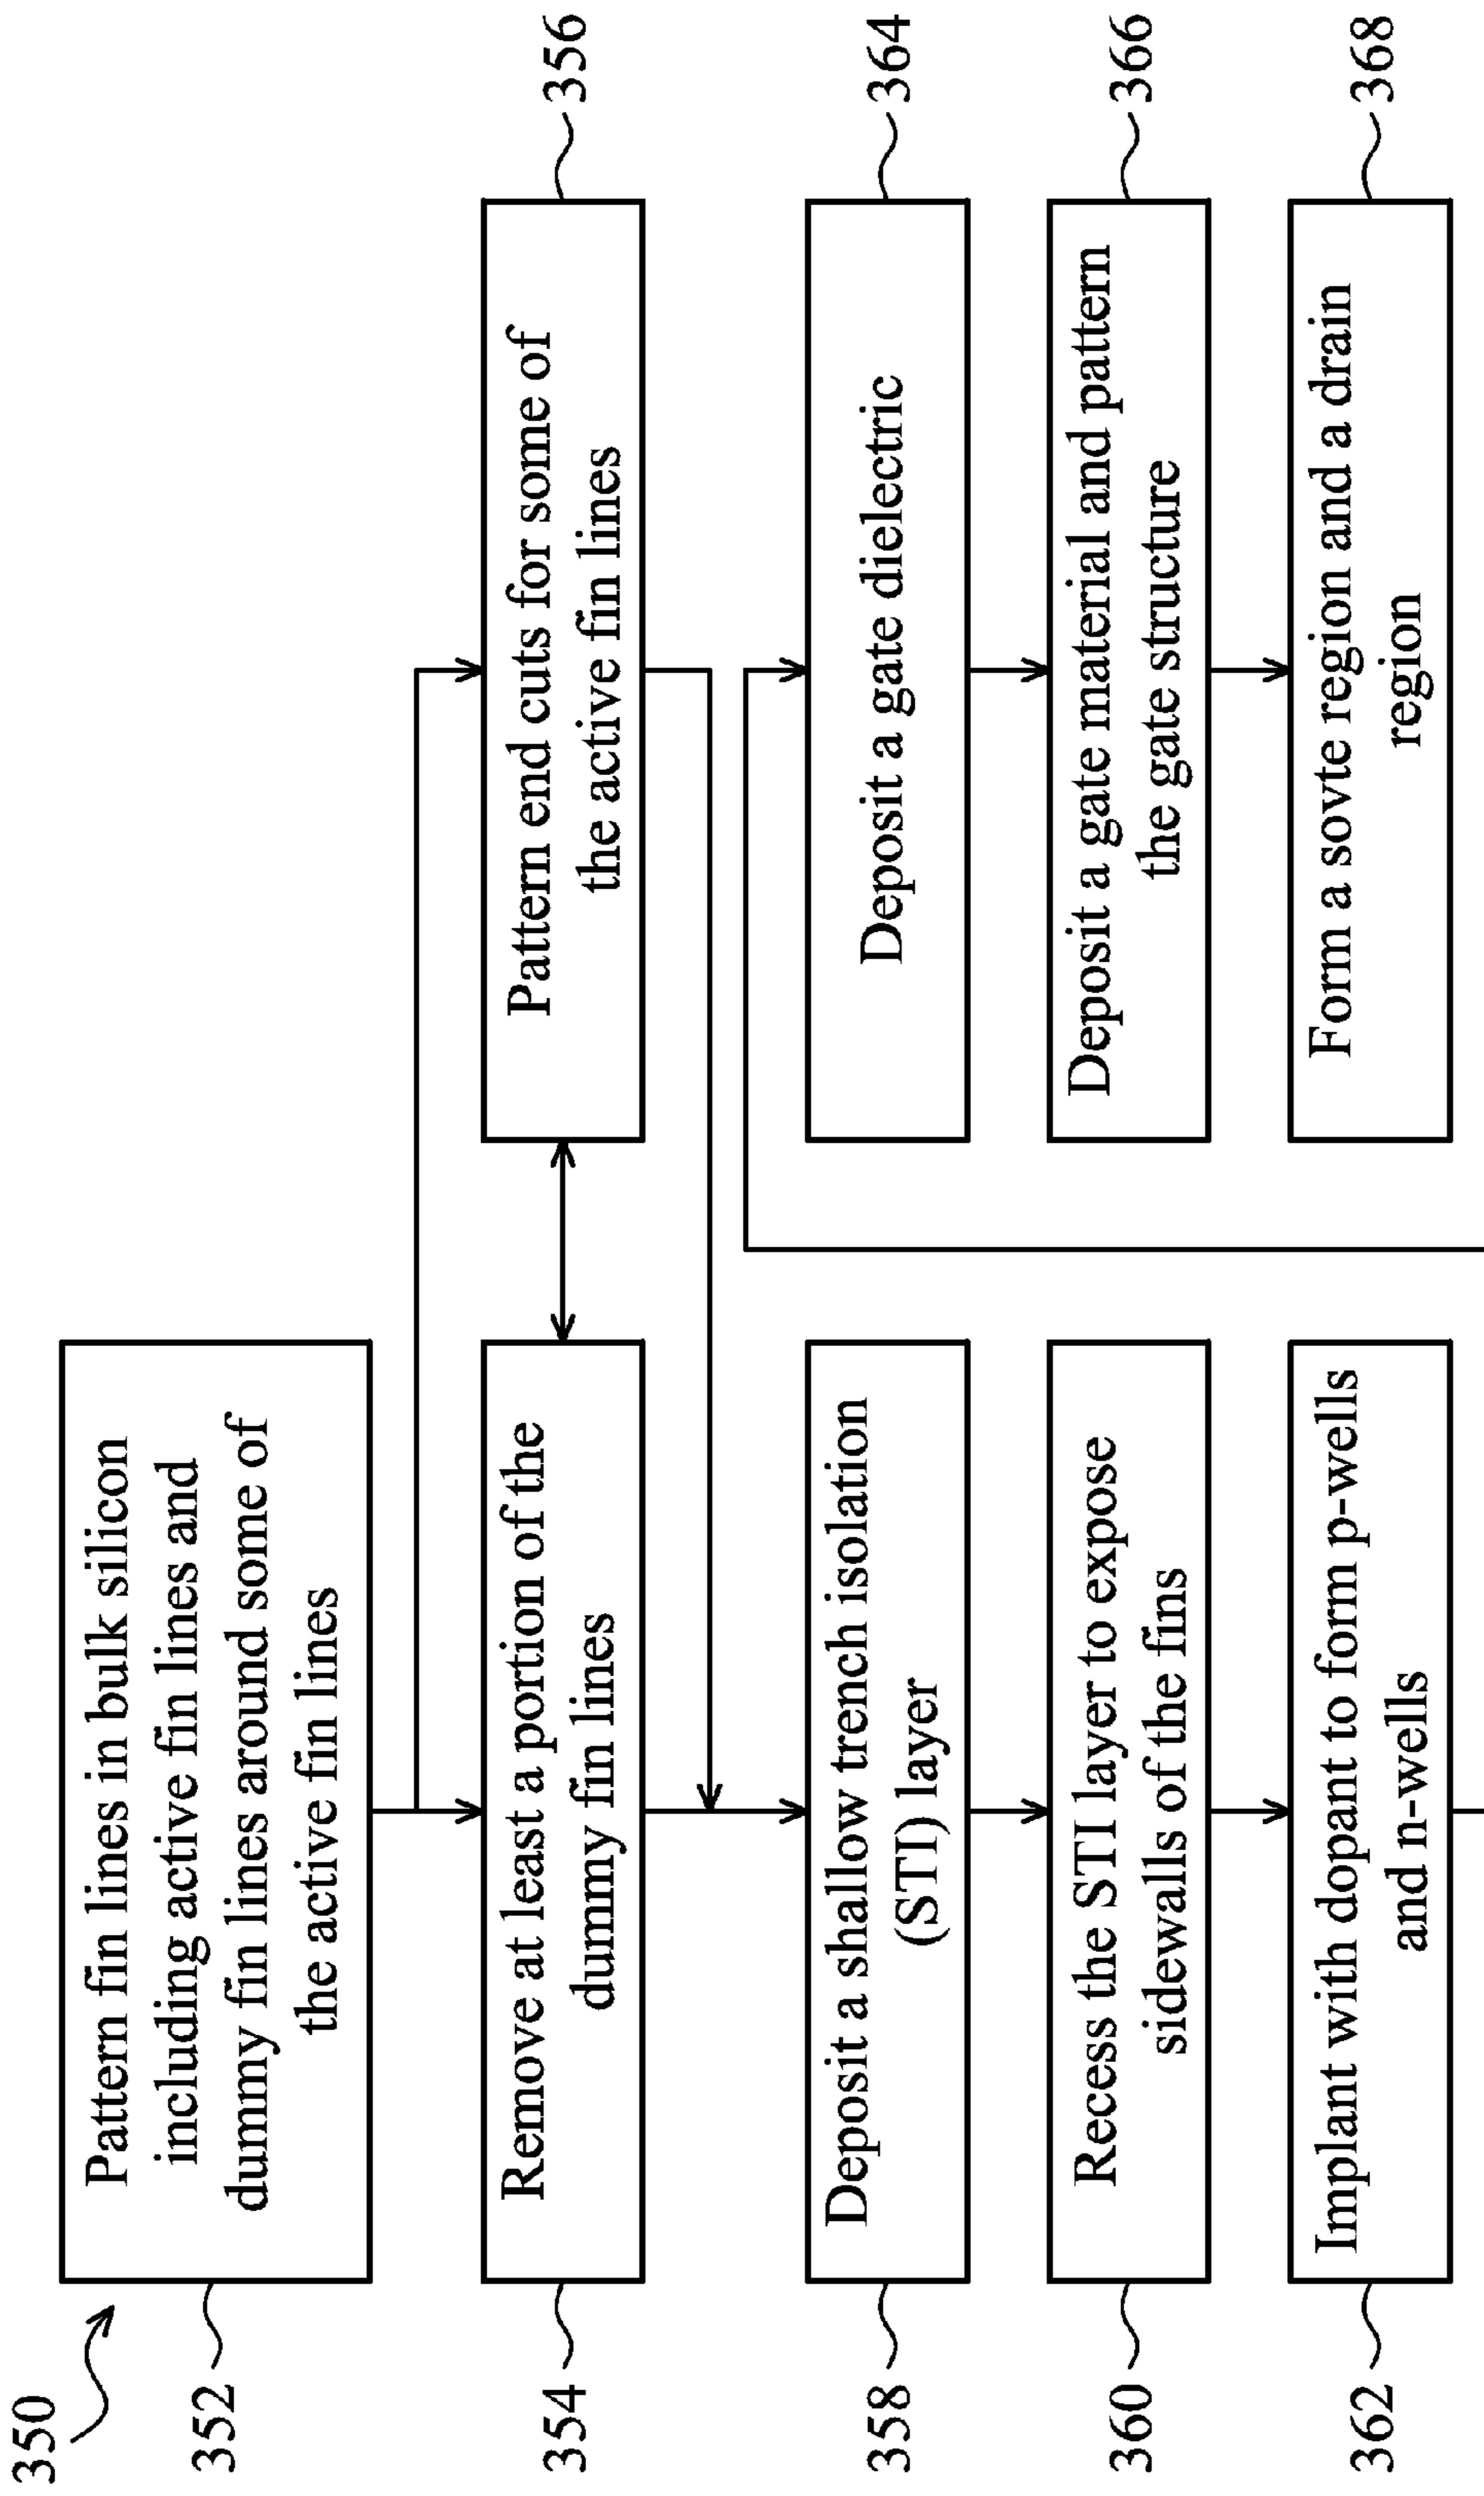 350
352
Pattern fin lines in bulk silicon
including active fin lines and
dummy fin lines around some of
the active fin lines
354
Remove at least a portion of the
dummy fin lines
Pattern end cuts for some of
the active fin lines
356
358
Deposit a shallow trench isolation
(STI) layer
360
Recess the STI layer to expose
sidewalls of the fins
362
Implant with dopant to form p-wells
and n-wells
Deposit a gate dielectric
364
Deposit a gate material and pattern
the gate structure
366
Form a sovte region and a drain
region
368